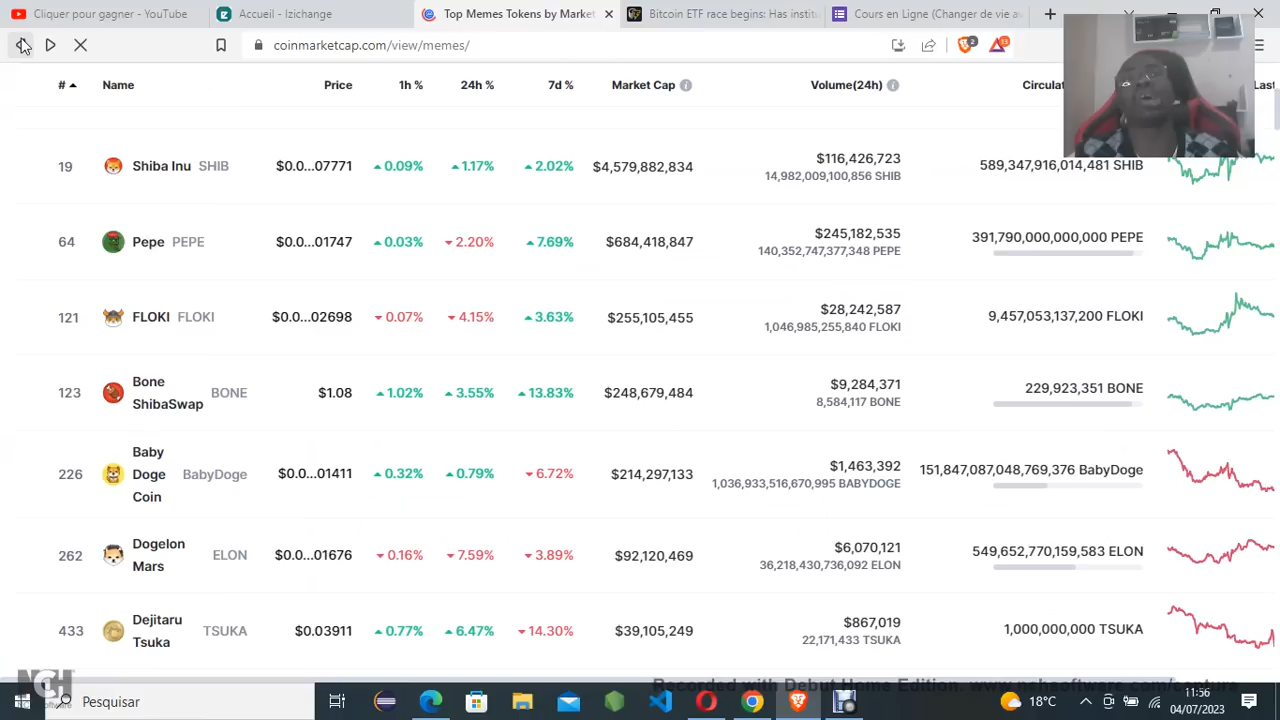 Cliquer pour gagner - YouTube
Accueil - Izichange
Top Memes Tokens by Market
Bitcoin ETF race begins: Has institu
Cours en Ligne (Changer de vie av
coinmarketcap.com/view/memes/
2
# Name Price 1h % 24h % 7d % Market Cap Volume(24h) Circulat Last
19 Shiba Inu SHIB $0.0...07771 0.09% 1.17% 2.02% $4,579,882,834 $116,426,723 589,347,916,014,481 SHIB
14,982,009,100,856 SHIB
64 Pepe PEPE $0.0...01747 0.03% 2.20% 7.69% $684,418,847 $245,182,535 391,790,000,000,000 PEPE
140,352,747,377,348 PEPE
121 FLOKI FLOKI $0.0...02698 0.07% 4.15% 3.63% $255,105,455 $28,242,587 9,457,053,137,200 FLOKI
1,046,985,255,840 FLOKI
123 Bone ShibaSwap BONE $1.08 1.02% 3.55% 13.83% $248,679,484 $9,284,371 229,923,351 BONE
8,584,117 BONE
226 Baby Doge Coin BabyDoge $0.0...01411 0.32% 0.79% 6.72% $214,297,133 $1,463,392 151,847,087,048,769,376 BabyDoge
1,036,933,516,670,995 BABYDOGE
262 Dogelon Mars ELON $0.0...01676 0.16% 7.59% 3.89% $92,120,469 $6,070,121 549,652,770,159,583 ELON
36,218,430,736,092 ELON
433 Dejitaru Tsuka TSUKA $0.03911 0.77% 6.47% 14.30% $39,105,249 $867,019 1,000,000,000 TSUKA
22,171,433 TSUKA
NCH
Software
Recorded with Debut Home Edition. www.nchsoftware.com/capture
Pesquisar
18°C
11:56
04/07/2023